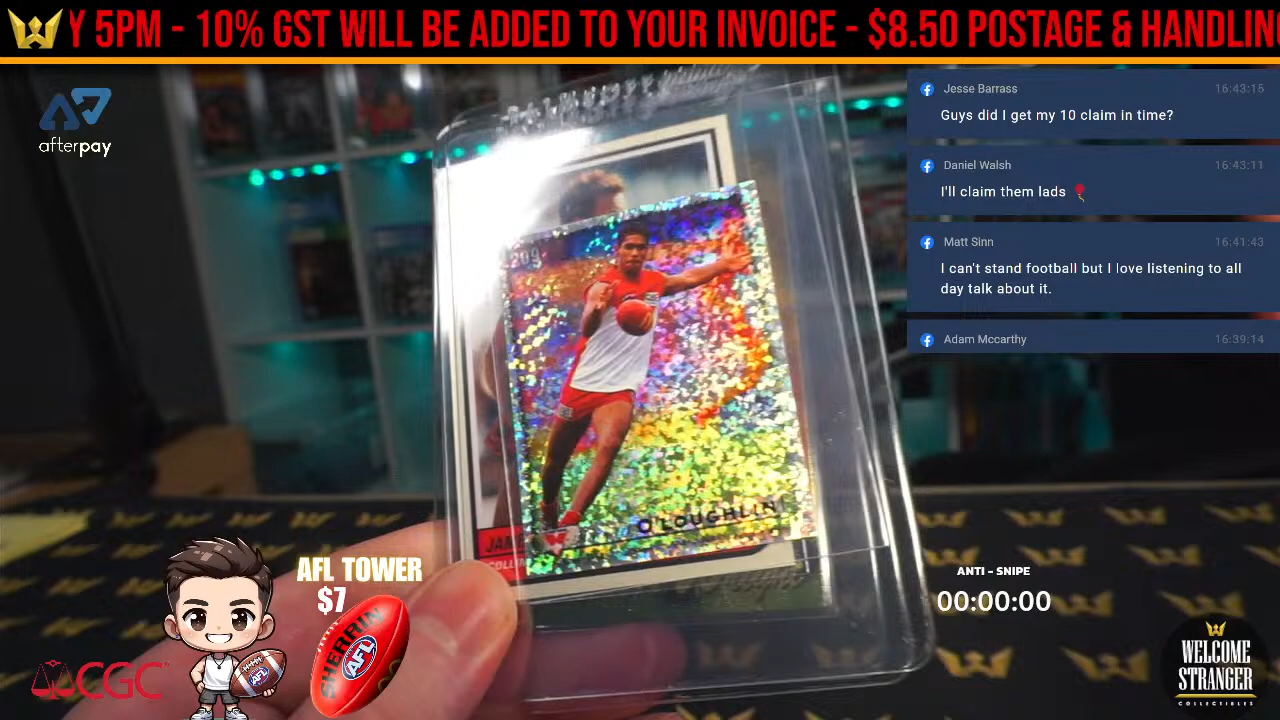 Y 5PM - 10% GST WILL BE ADDED TO YOUR INVOICE - $8.50 POSTAGE & HANDLIN
afterpay
Jesse Barrass 16:43:15
Guys did I get my 10 claim in time?
Daniel Walsh 16:43:11
I'll claim them lads
Matt Sinn 16:41:43
I can't stand football but I love listening to all
day talk about it.
Adam Mccarthy 16:39:14
O'LOUGHLIN
JAM
COLLIN
AFL TOWER
$7
SHERRIN
AFL
AFL
CGC
ANTI - SNIPE
00:00:00
WELCOME
STRANGER
COLLECTIBLES